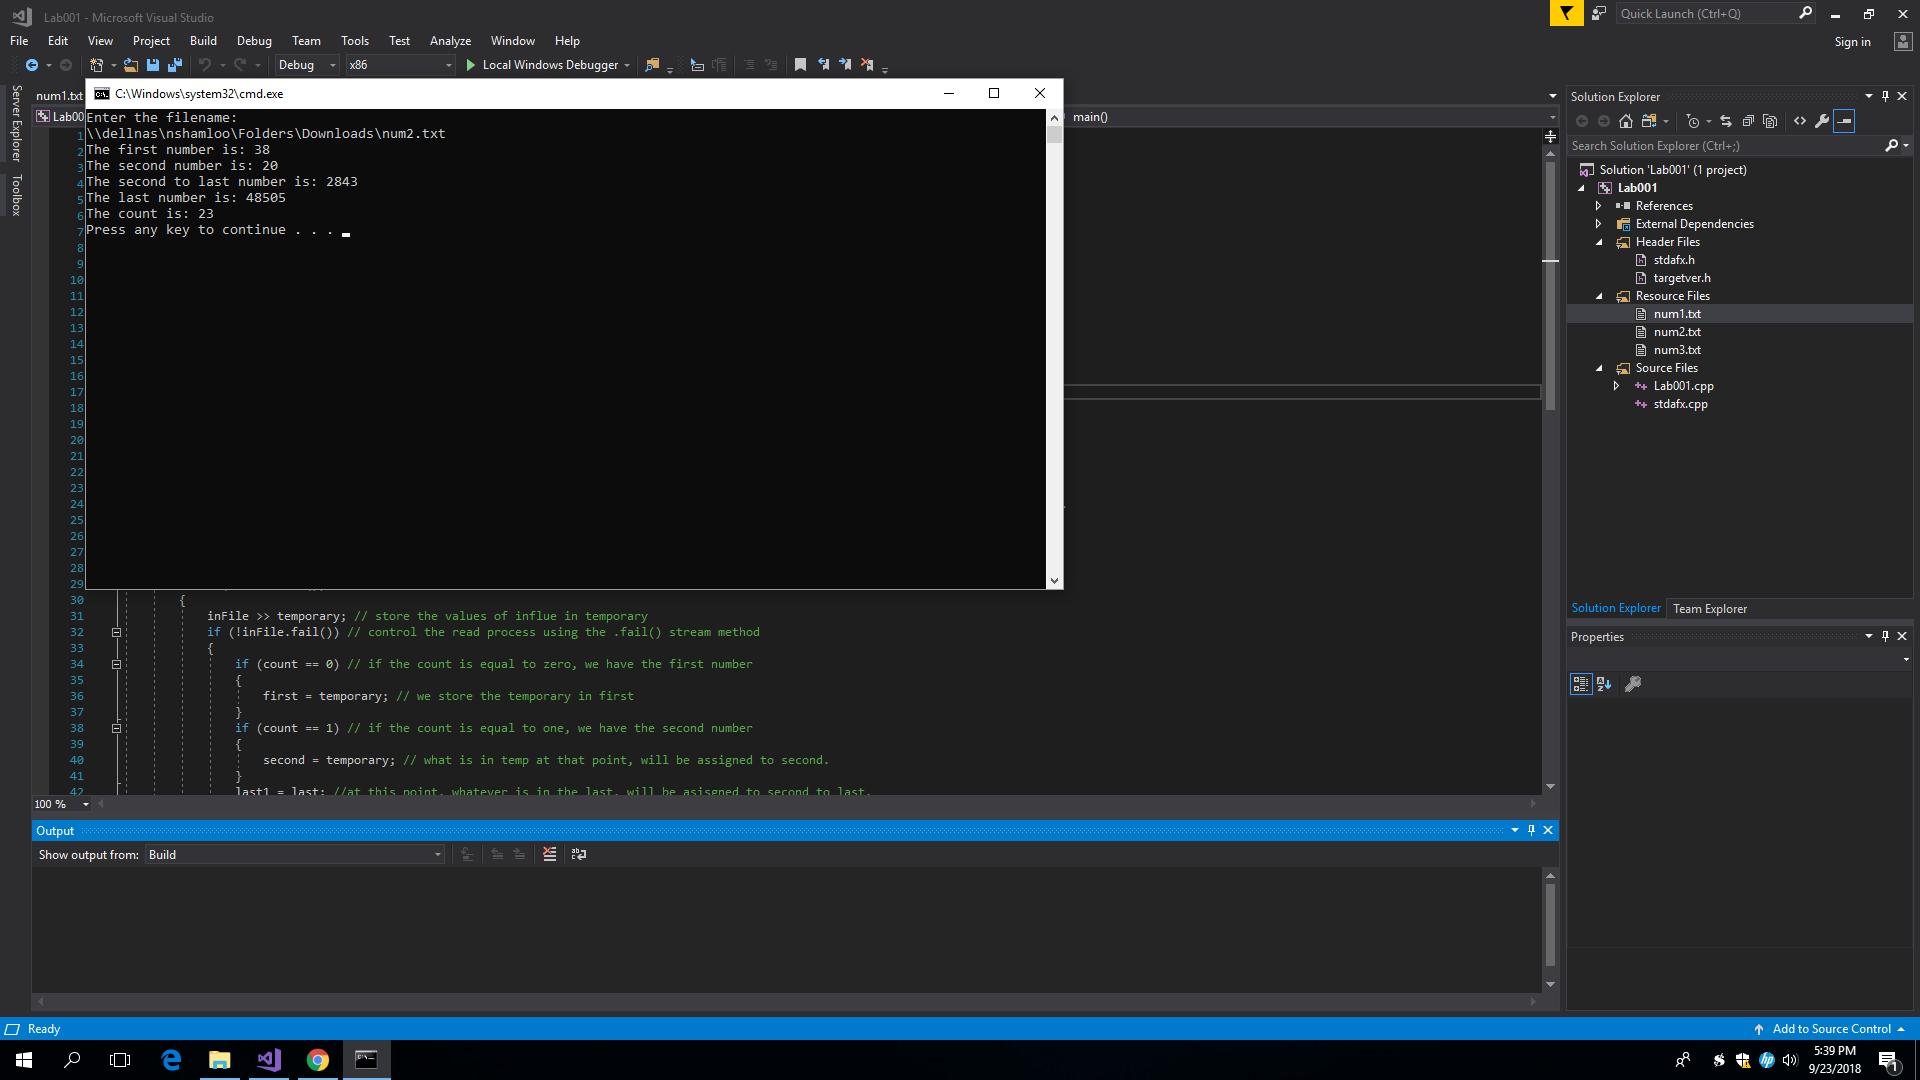 Lab001 - Microsoft Visual Studio
Quick Launch (Ctrl+Q)
File Edit View Project Build Debug Team Tools Test Analyze Window Help
Sign in
Debug x86 Local Windows Debugger
Server Explorer
Toolbox
num1.txt
Lab00
main()
C:\Windows\system32\cmd.exe
Enter the filename:
\\dellnas\nshamloo\Folders\Downloads\num2.txt
The first number is: 38
The second number is: 20
The second to last number is: 2843
The last number is: 48505
The count is: 23
Press any key to continue . . .
1
2
3
4
5
6
7
8
9
10
11
12
13
14
15
16
17
18
19
20
21
22
23
24
25
26
27
28
29
30 {
31 inFile >> temporary; // store the values of influe in temporary
32 if (!inFile.fail()) // control the read process using the .fail() stream method
33 {
34 if (count == 0) // if the count is equal to zero, we have the first number
35 {
36 first = temporary; // we store the temporary in first
37 }
38 if (count == 1) // if the count is equal to one, we have the second number
39 {
40 second = temporary; // what is in temp at that point, will be assigned to second.
41 }
42 last1 = last; //at this point, whatever is in the last, will be asisgned to second to last.
100 %
Output
Show output from: Build
Solution Explorer
Search Solution Explorer (Ctrl+;)
Solution 'Lab001' (1 project)
Lab001
References
External Dependencies
Header Files
stdafx.h
targetver.h
Resource Files
num1.txt
num2.txt
num3.txt
Source Files
Lab001.cpp
stdafx.cpp
Solution Explorer Team Explorer
Properties
Ready
Add to Source Control
5:39 PM
9/23/2018
1